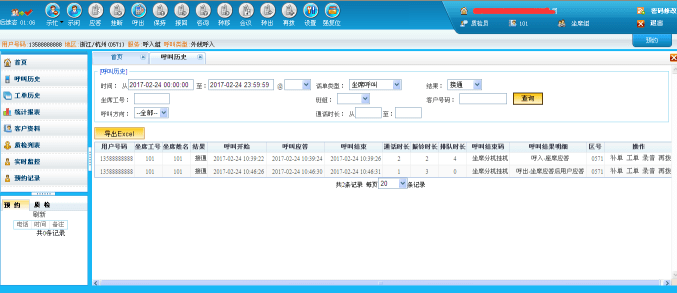 后续态 01:06
示忙 示闲 应答 挂断 呼出 保持 接回 咨询 转移 会议 转出 再拨 设置 强复位
密码修改
质检员 101 坐席组 退出
用户号码 13588888888 地区 浙江/杭州(0571) 服务 呼入组 呼叫类型 外线呼入
预约
首页
呼叫历史
工单历史
统计报表
客户资料
质检列表
实时监控
预约记录
预 约 质 检
刷新
电话 时间 备注
共0条记录
首页 呼叫历史
[呼叫历史]
时间： 从 2017-02-24 00:00:00 至： 2017-02-24 23:59:59 @ 话单类型： 坐席呼叫 结果： 接通
坐席工号： 班组： 客户号码： 查询
呼叫方向： --全部-- 通话时长： 从 至：
导出Excel
用户号码 坐席工号 坐席姓名 结果 呼叫开始 呼叫应答 呼叫结束 通话时长 振铃时长 排队时长 呼叫结束码 呼叫结果明细 区号 操作
13588888888 101 101 接通 2017-02-24 10:39:22 2017-02-24 10:39:24 2017-02-24 10:39:26 2 2 4 坐席分机挂机 呼入-座席应答 0571 补单 工单 录音 再拨
13588888888 101 101 接通 2017-02-24 10:46:26 2017-02-24 10:46:30 2017-02-24 10:46:31 1 3 0 坐席分机挂机 呼出-坐席应答后用户应答 0571 补单 工单 录音 再拨
共2条记录 每页 20 条记录